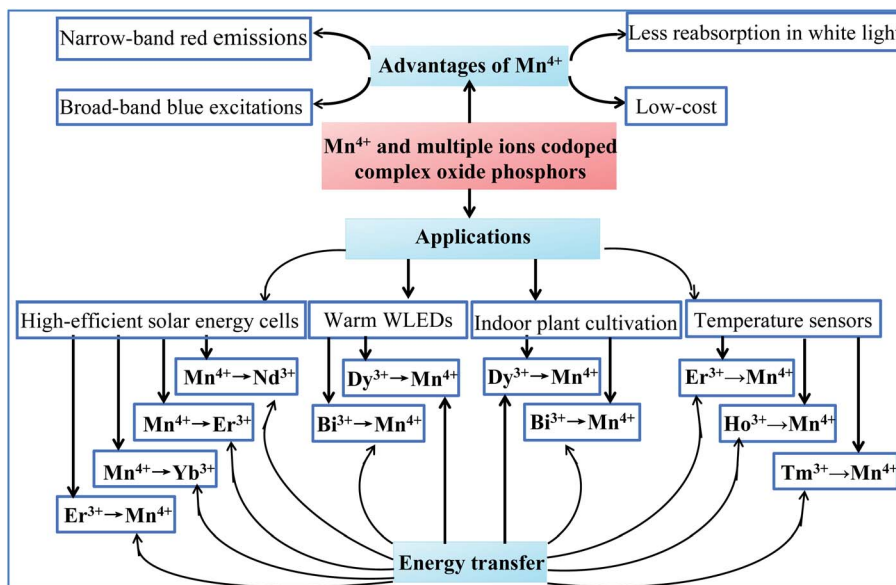 Narrow-band red emissions
Less reabsorption in white light
Advantages of Mn⁴⁺
Broad-band blue excitations
Low-cost
Mn⁴⁺ and multiple ions codoped
complex oxide phosphors
Applications
High-efficient solar energy cells
Warm WLEDs
Indoor plant cultivation
Temperature sensors
Mn⁴⁺→Nd³⁺
Dy³⁺→Mn⁴⁺
Dy³⁺→Mn⁴⁺
Er³⁺→Mn⁴⁺
Mn⁴⁺→Er³⁺
Bi³⁺→Mn⁴⁺
Bi³⁺→Mn⁴⁺
Ho³⁺→Mn⁴⁺
Mn⁴⁺→Yb³⁺
Tm³⁺→Mn⁴⁺
Er³⁺→Mn⁴⁺
Energy transfer